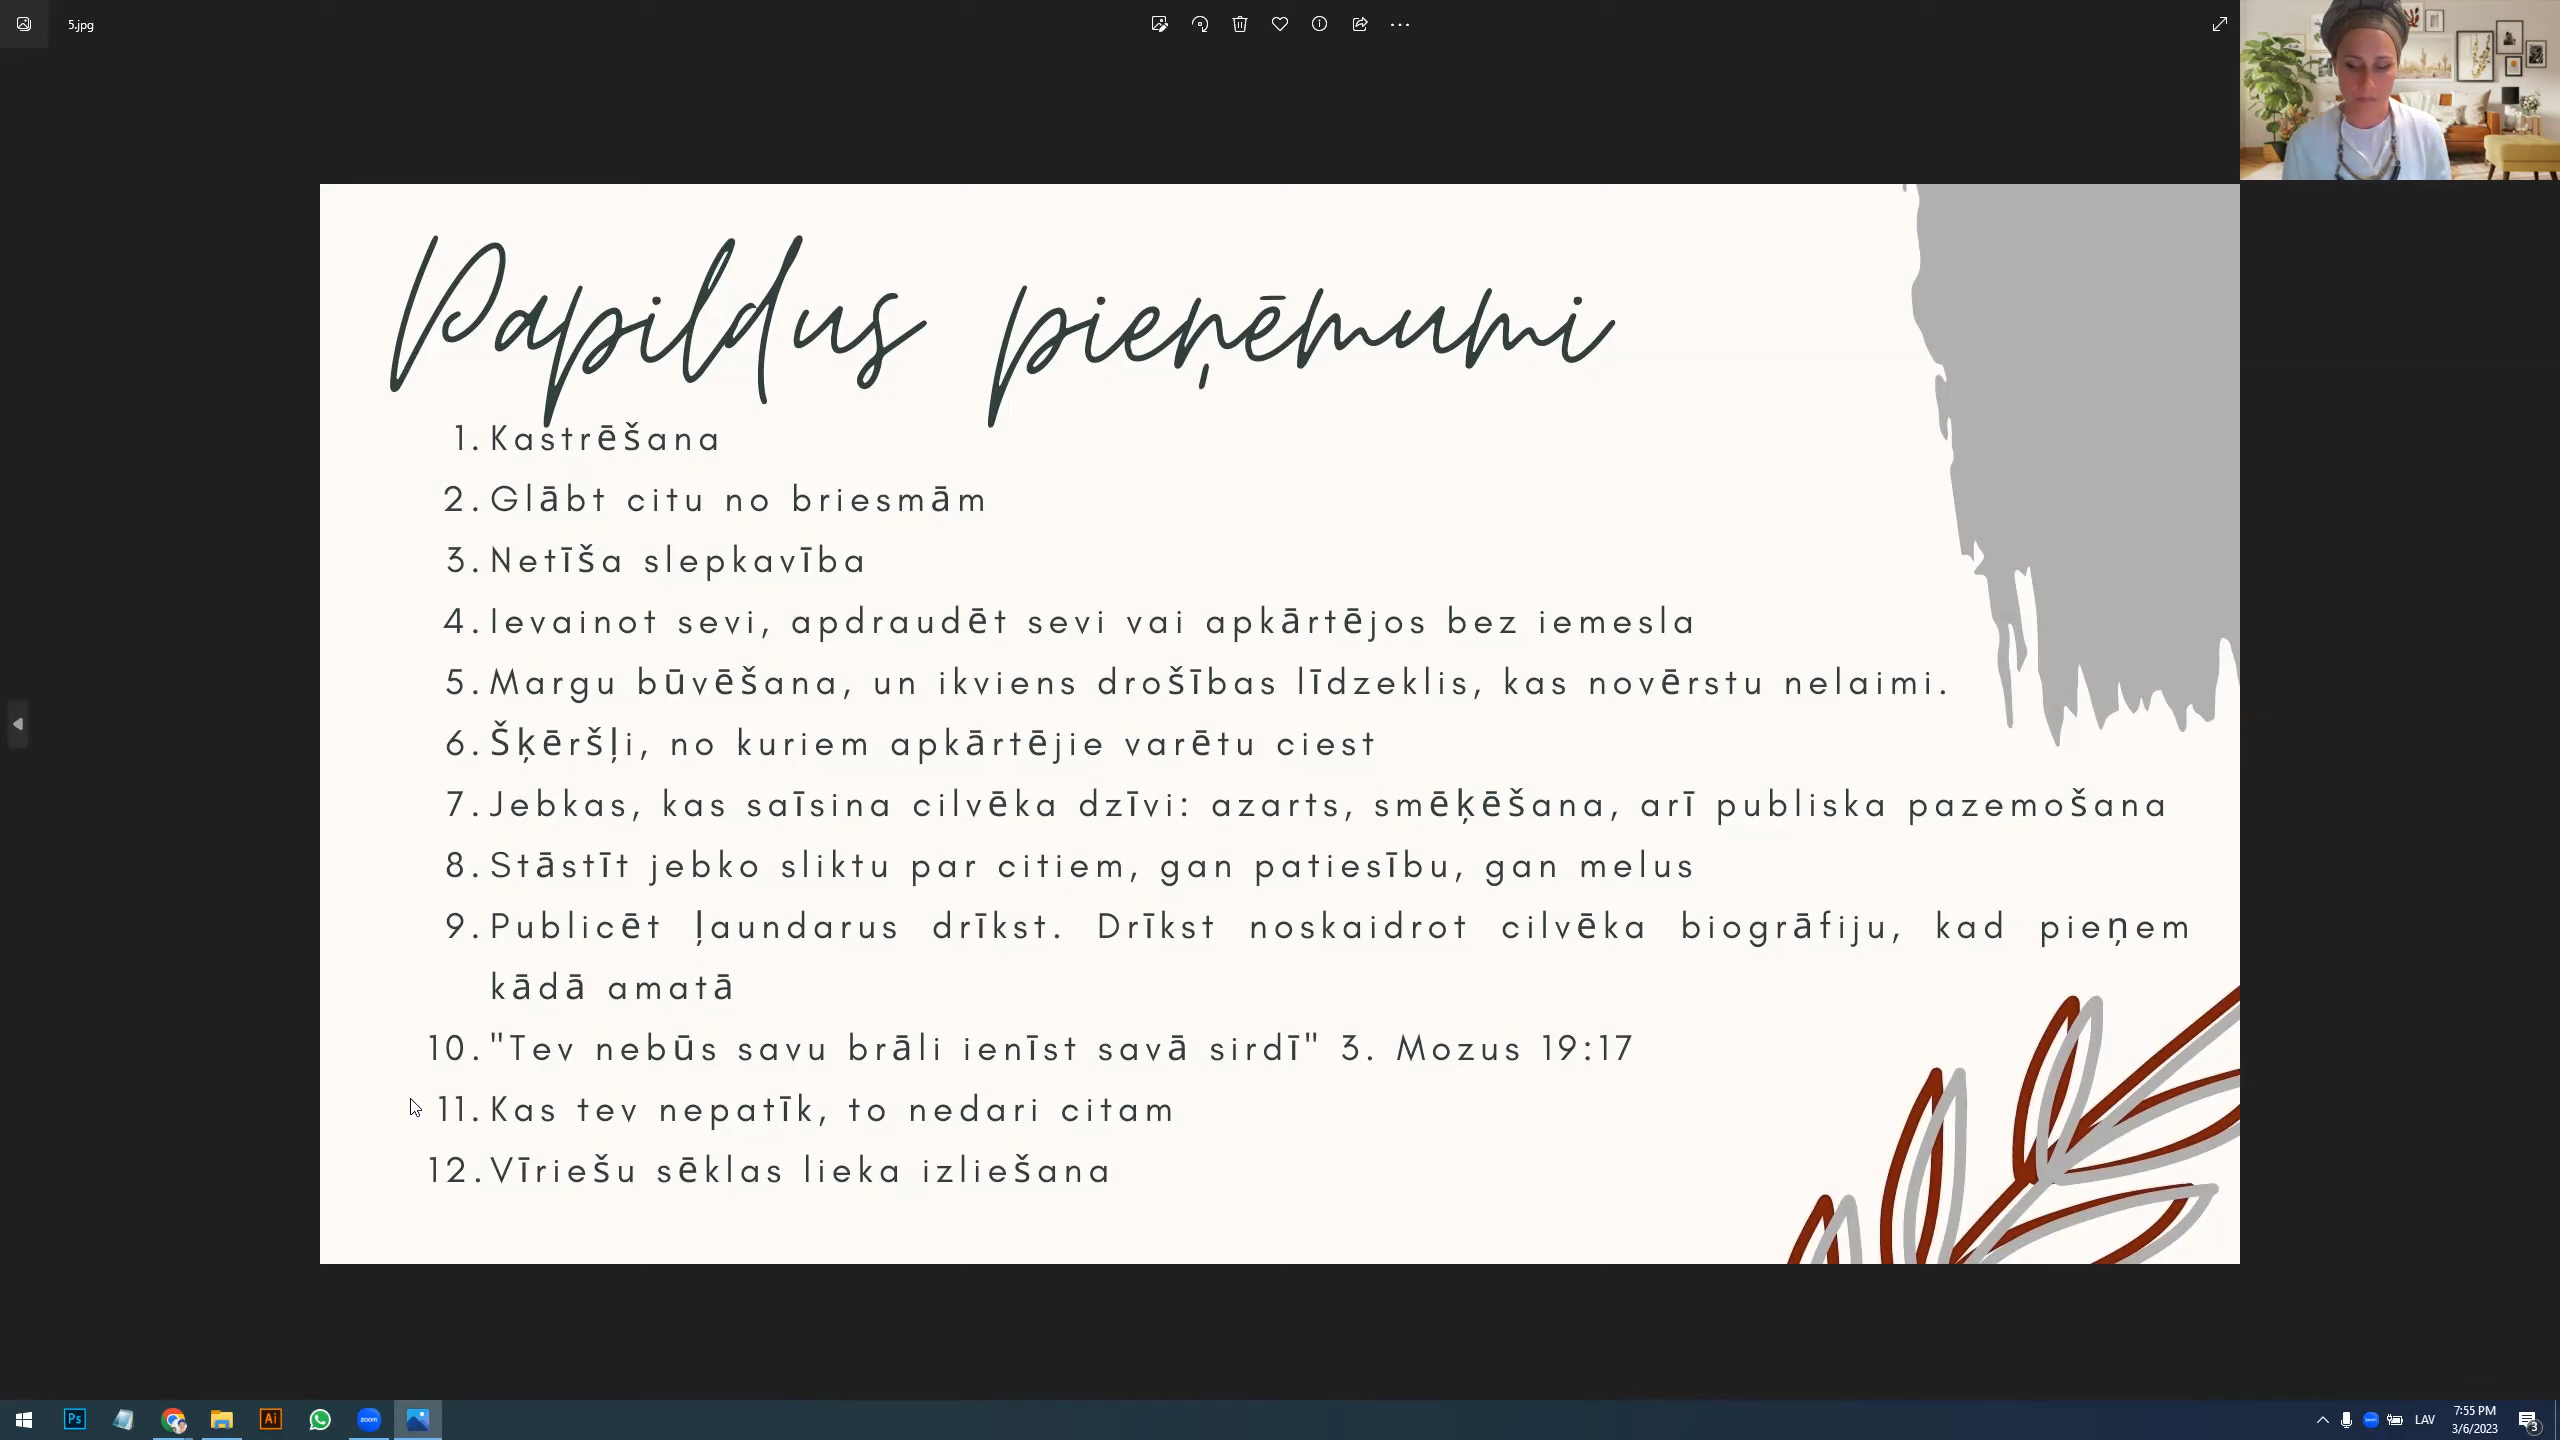 5.jpg
Papildus pieņēmumi
1. Kastrēšana
2. Glābt citu no briesmām
3. Netīša slepkavība
4. Ievainot sevi, apdraudēt sevi vai apkārtējos bez iemesla
5. Margu būvēšana, un ikviens drošības līdzeklis, kas novērstu nelaimi.
6. Šķēršļi, no kuriem apkārtējie varētu ciest
7. Jebkas, kas saīsina cilvēka dzīvi: azarts, smēķēšana, arī publiska pazemošana
8. Stāstīt jebko sliktu par citiem, gan patiesību, gan melus
9. Publicēt ļaundarus drīkst. Drīkst noskaidrot cilvēka biogrāfiju, kad pieņem
kādā amatā
10. "Tev nebūs savu brāli ienīst savā sirdī" 3. Mozus 19:17
11. Kas tev nepatīk, to nedari citam
12. Vīriešu sēklas lieka izliešana
Ps
Ai
zoom
LAV
7:55 PM
3/6/2023
3